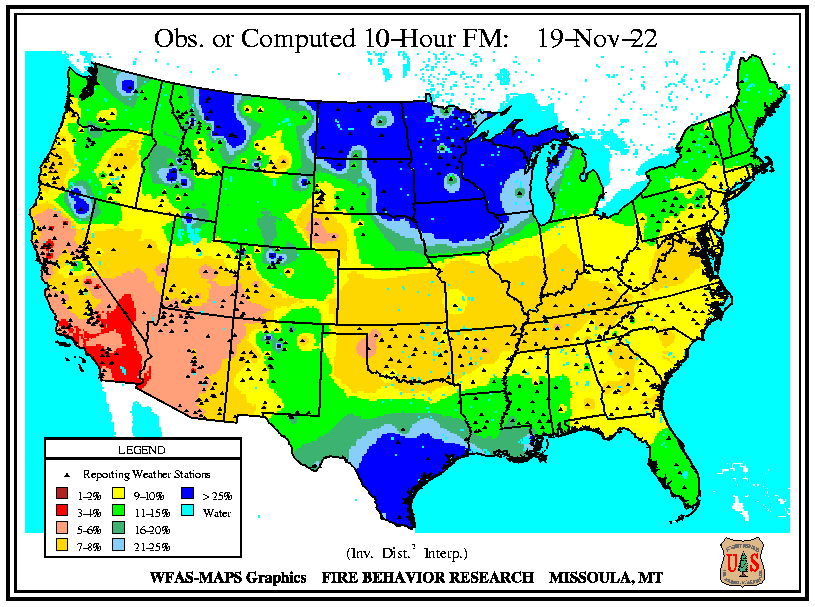 Obs. or Computed 10-Hour FM: 19-Nov-22
LEGEND
Reporting Weather Stations
1-2% 9-10% > 25%
3-4% 11-15% Water
5-6% 16-20%
7-8% 21-25%
(Inv. Dist.² Interp.)
WFAS-MAPS Graphics FIRE BEHAVIOR RESEARCH MISSOULA, MT
U S